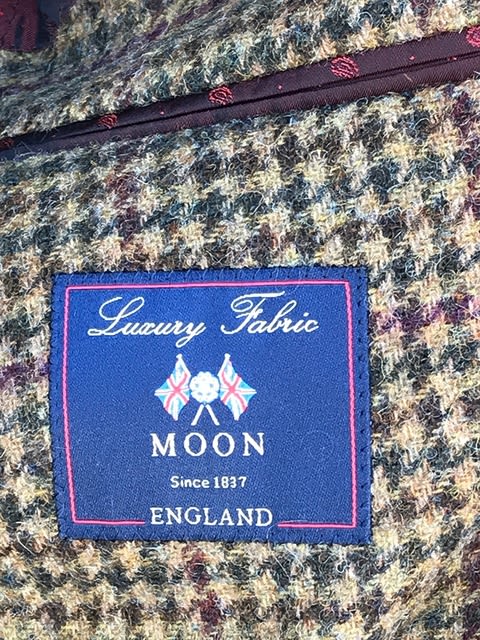 Luxury Fabric
MOON
Since 1837
ENGLAND